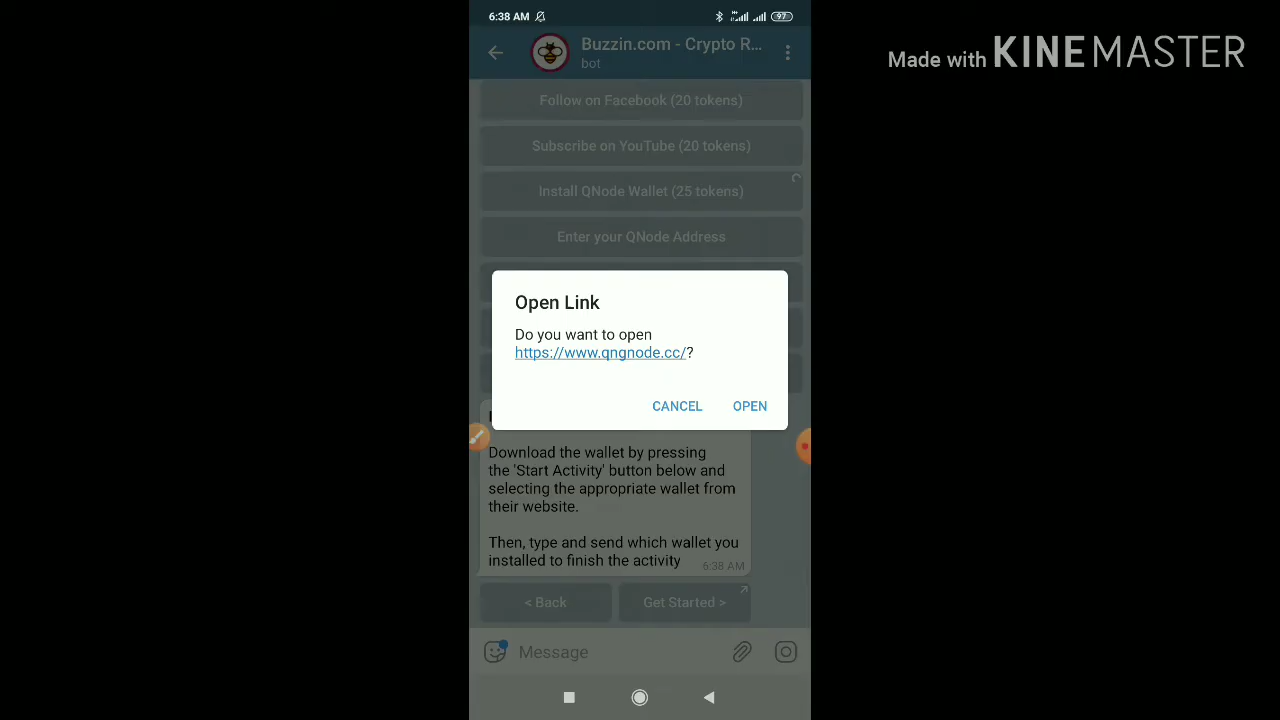 6:38 AM
97
Made with KINEMASTER
Buzzin.com - Crypto R...
bot
Follow on Facebook (20 tokens)
Subscribe on YouTube (20 tokens)
Install QNode Wallet (25 tokens)
Enter your QNode Address
Open Link
Do you want to open
https://www.qngnode.cc/?
CANCEL OPEN
Download the wallet by pressing
the 'Start Activity' button below and
selecting the appropriate wallet from
their website.
Then, type and send which wallet you
installed to finish the activity
6:38 AM
< Back Get Started >
Message